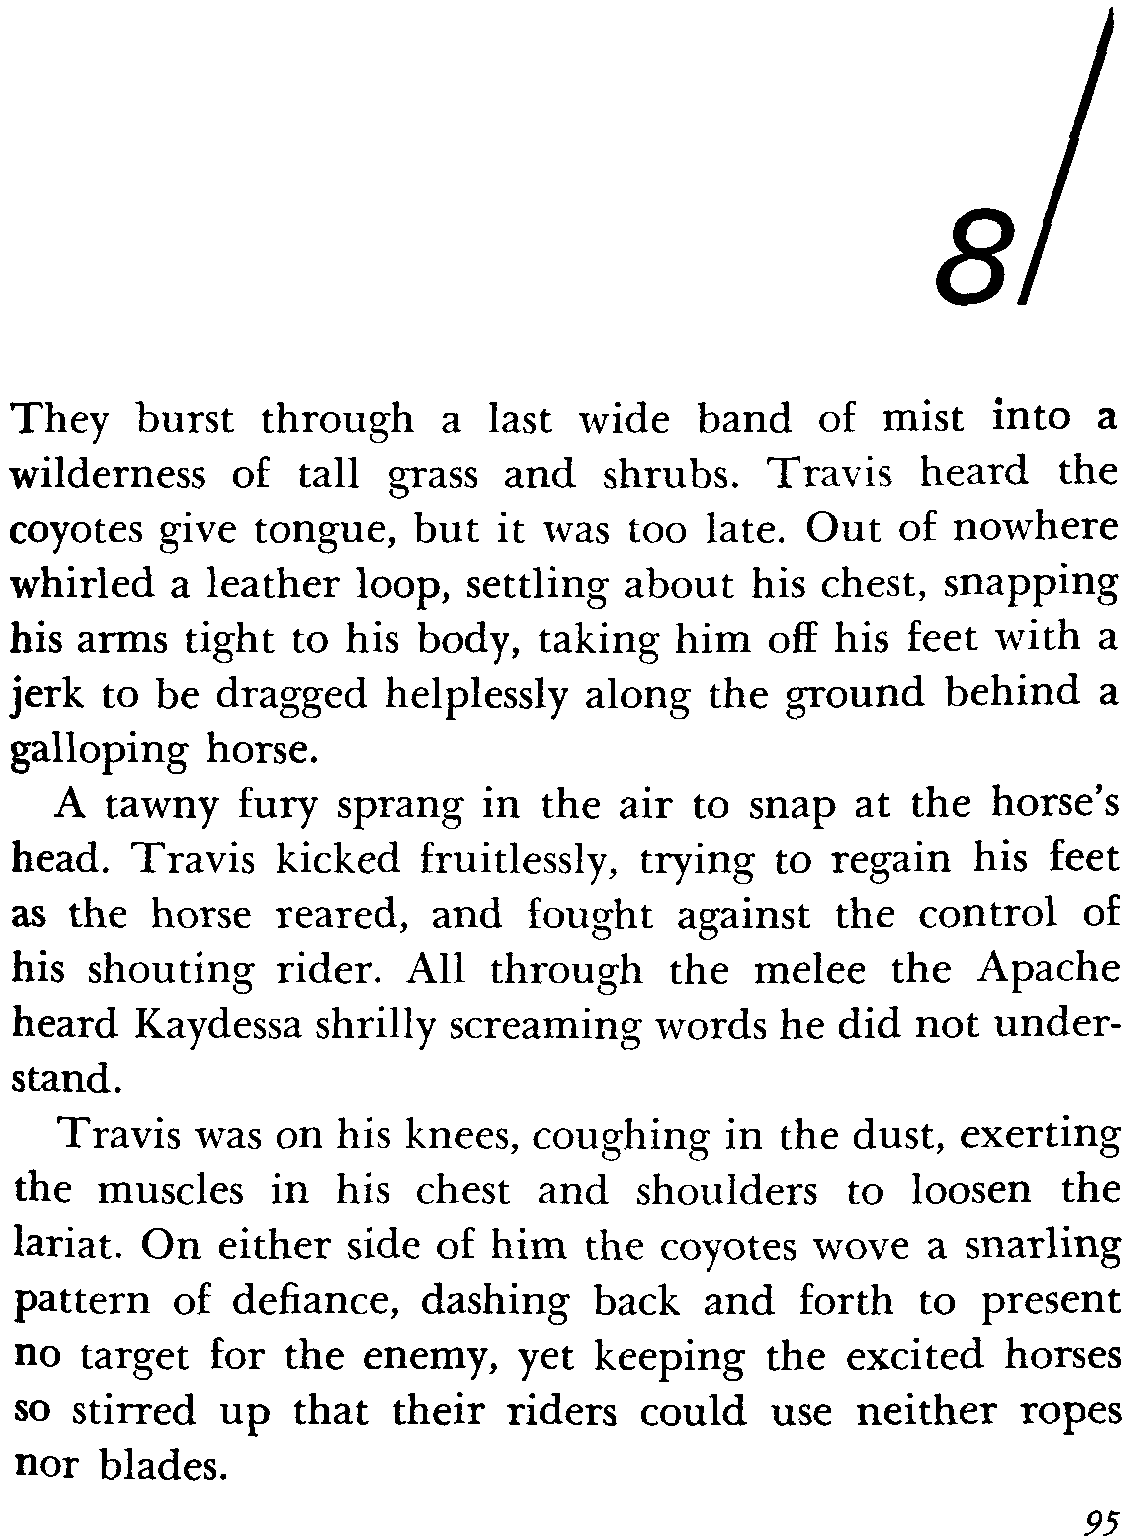 8/
They burst through a last wide band of mist into a
wilderness of tall grass and shrubs. Travis heard the
coyotes give tongue, but it was too late. Out of nowhere
whirled a leather loop, settling about his chest, snapping
his arms tight to his body, taking him off his feet with a
jerk to be dragged helplessly along the ground behind a
galloping horse.
A tawny fury sprang in the air to snap at the horse's
head. Travis kicked fruitlessly, trying to regain his feet
as the horse reared, and fought against the control of
his shouting rider. All through the melee the Apache
heard Kaydessa shrilly screaming words he did not under-
stand.
Travis was on his knees, coughing in the dust, exerting
the muscles in his chest and shoulders to loosen the
lariat. On either side of him the coyotes wove a snarling
pattern of defiance, dashing back and forth to present
no target for the enemy, yet keeping the excited horses
so stirred up that their riders could use neither ropes
nor blades.
95